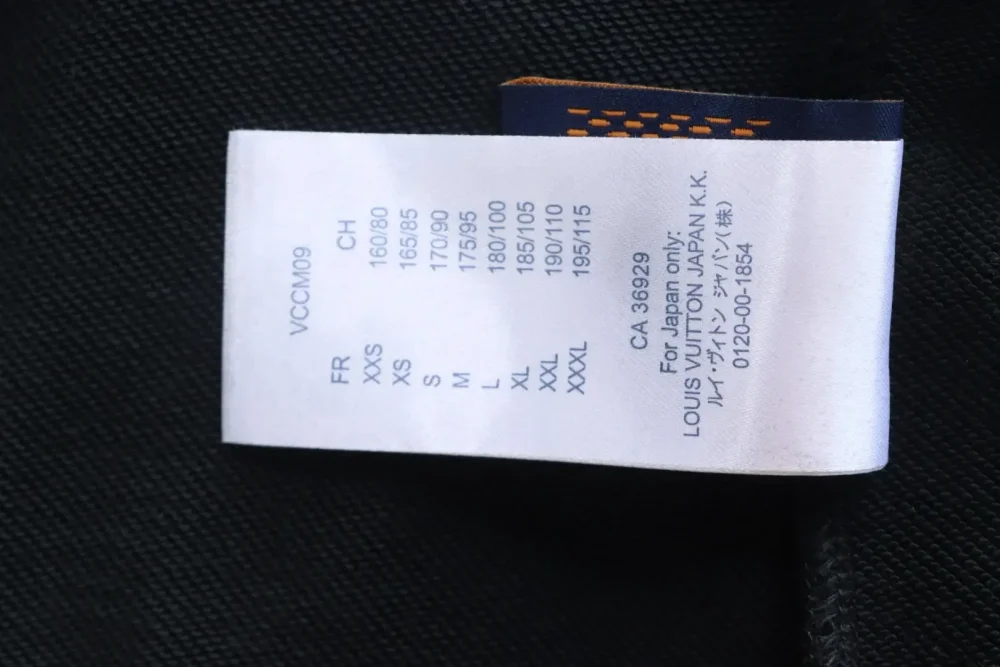 VCCM09
FR CH
XXS 160/80
XS 165/85
S 170/90
M 175/95
L 180/100
XL 185/105
XXL 190/110
XXXL 195/115
CA 36929
For Japan only:
LOUIS VUITTON JAPAN K.K.
ルイ・ヴィトン ジャパン(株)
0120-00-1854